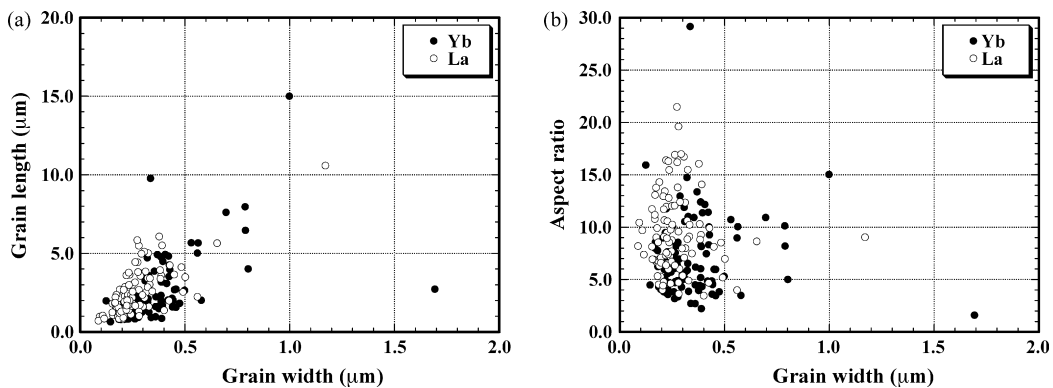 (a)
20.0
15.0
10.0
5.0
0.0
Grain length (μm)
0.0 0.5 1.0 1.5 2.0
Grain width (μm)
Yb
La
(b)
30.0
25.0
20.0
15.0
10.0
5.0
0.0
Aspect ratio
0.0 0.5 1.0 1.5 2.0
Grain width (μm)
Yb
La